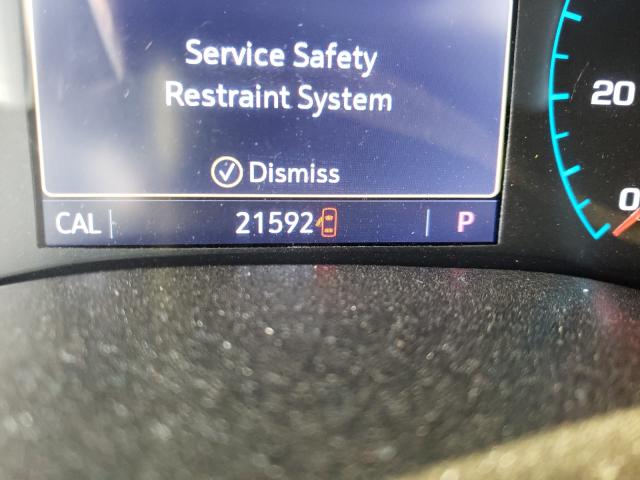 Service Safety
Restraint System
Dismiss
CAL
21592
P
20
0